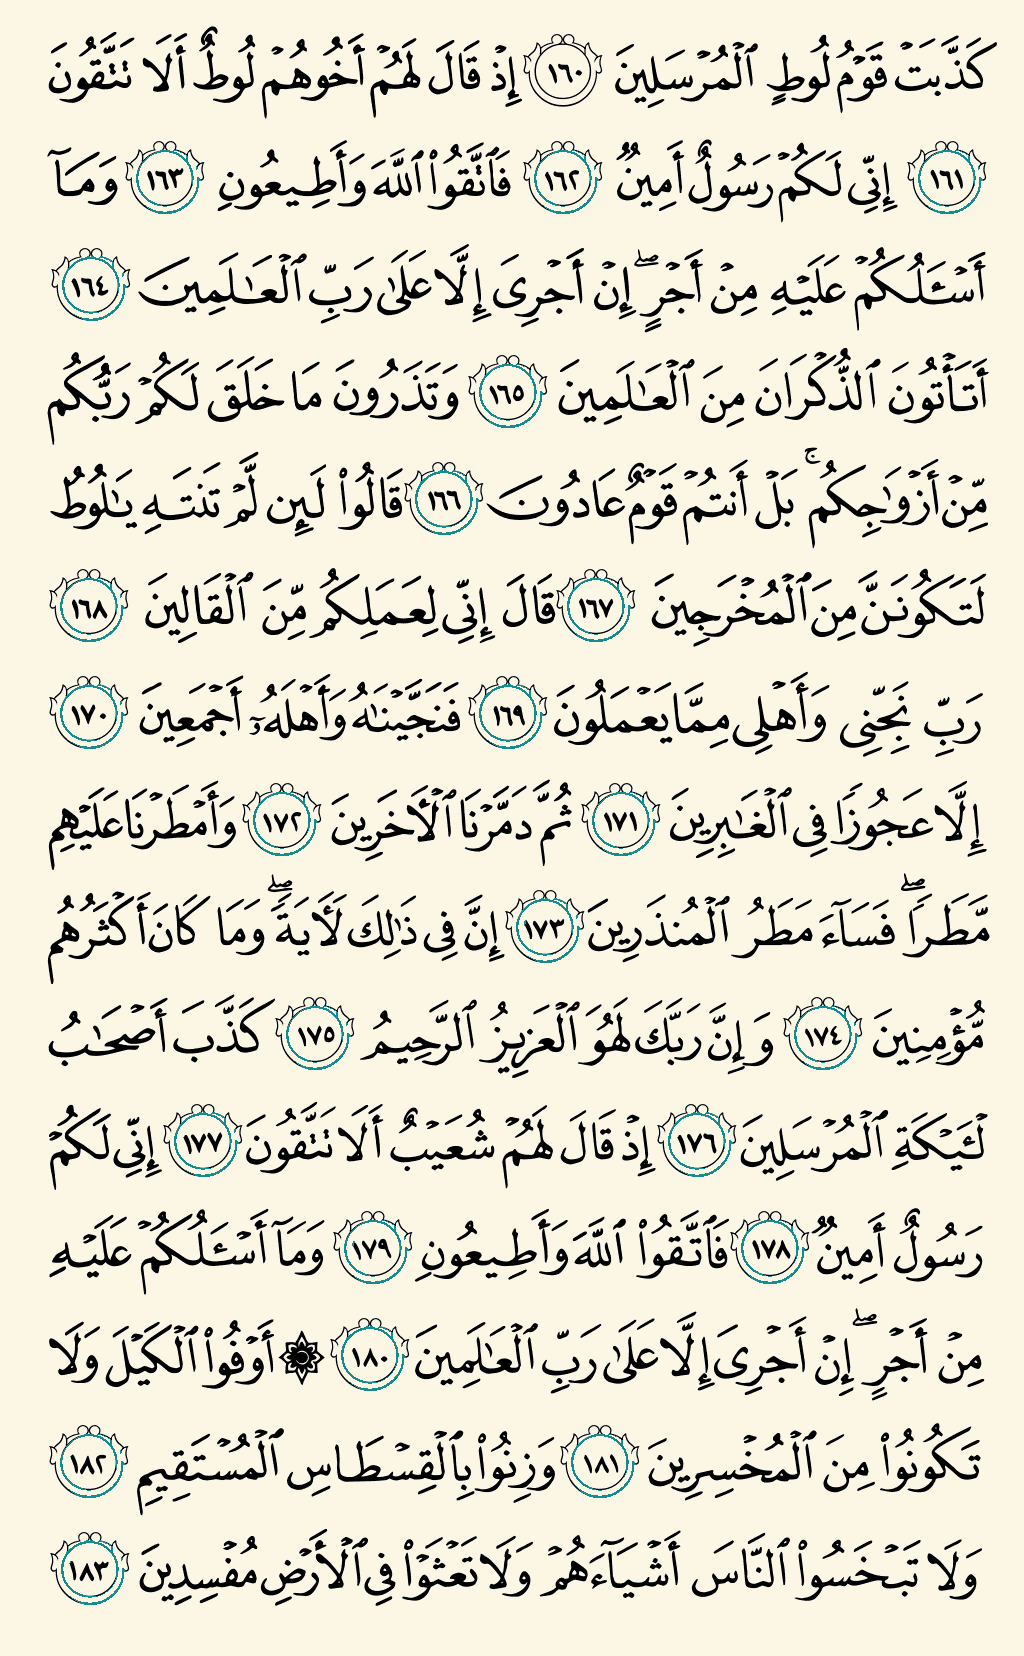 كَذَّبَتۡ قَوۡمُ لُوطٍ ٱلۡمُرۡسَلِينَ ١٦٠ إِذۡ قَالَ لَهُمۡ أَخُوهُمۡ لُوطٌ أَلَا تَتَّقُونَ
١٦١ إِنِّي لَكُمۡ رَسُولٌ أَمِينٞ ١٦٢ فَٱتَّقُواْ ٱللَّهَ وَأَطِيعُونِ ١٦٣ وَمَآ
أَسۡـَٔلُكُمۡ عَلَيۡهِ مِنۡ أَجۡرٍۖ إِنۡ أَجۡرِيَ إِلَّا عَلَىٰ رَبِّ ٱلۡعَٰلَمِينَ ١٦٤
أَتَأۡتُونَ ٱلذُّكۡرَانَ مِنَ ٱلۡعَٰلَمِينَ ١٦٥ وَتَذَرُونَ مَا خَلَقَ لَكُمۡ رَبُّكُم
مِّنۡ أَزۡوَٰجِكُمۚ بَلۡ أَنتُمۡ قَوۡمٌ عَادُونَ ١٦٦ قَالُواْ لَئِن لَّمۡ تَنتَهِ يَٰلُوطُ
لَتَكُونَنَّ مِنَ ٱلۡمُخۡرَجِينَ ١٦٧ قَالَ إِنِّي لِعَمَلِكُم مِّنَ ٱلۡقَالِينَ ١٦٨
رَبِّ نَجِّنِي وَأَهۡلِي مِمَّا يَعۡمَلُونَ ١٦٩ فَنَجَّيۡنَٰهُ وَأَهۡلَهُۥٓ أَجۡمَعِينَ ١٧٠
إِلَّا عَجُوزٗا فِي ٱلۡغَٰبِرِينَ ١٧١ ثُمَّ دَمَّرۡنَا ٱلۡأٓخَرِينَ ١٧٢ وَأَمۡطَرۡنَا عَلَيۡهِم
مَّطَرٗاۖ فَسَآءَ مَطَرُ ٱلۡمُنذَرِينَ ١٧٣ إِنَّ فِي ذَٰلِكَ لَأٓيَةٗۖ وَمَا كَانَ أَكۡثَرُهُم
مُّؤۡمِنِينَ ١٧٤ وَإِنَّ رَبَّكَ لَهُوَ ٱلۡعَزِيزُ ٱلرَّحِيمُ ١٧٥ كَذَّبَ أَصۡحَٰبُ
لۡـَٔيۡكَةِ ٱلۡمُرۡسَلِينَ ١٧٦ إِذۡ قَالَ لَهُمۡ شُعَيۡبٌ أَلَا تَتَّقُونَ ١٧٧ إِنِّي لَكُمۡ
رَسُولٌ أَمِينٞ ١٧٨ فَٱتَّقُواْ ٱللَّهَ وَأَطِيعُونِ ١٧٩ وَمَآ أَسۡـَٔلُكُمۡ عَلَيۡهِ
مِنۡ أَجۡرٍۖ إِنۡ أَجۡرِيَ إِلَّا عَلَىٰ رَبِّ ٱلۡعَٰلَمِينَ ١٨٠ ۞ أَوۡفُواْ ٱلۡكَيۡلَ وَلَا
تَكُونُواْ مِنَ ٱلۡمُخۡسِرِينَ ١٨١ وَزِنُواْ بِٱلۡقِسۡطَاسِ ٱلۡمُسۡتَقِيمِ ١٨٢
وَلَا تَبۡخَسُواْ ٱلنَّاسَ أَشۡيَآءَهُمۡ وَلَا تَعۡثَوۡاْ فِي ٱلۡأَرۡضِ مُفۡسِدِينَ ١٨٣